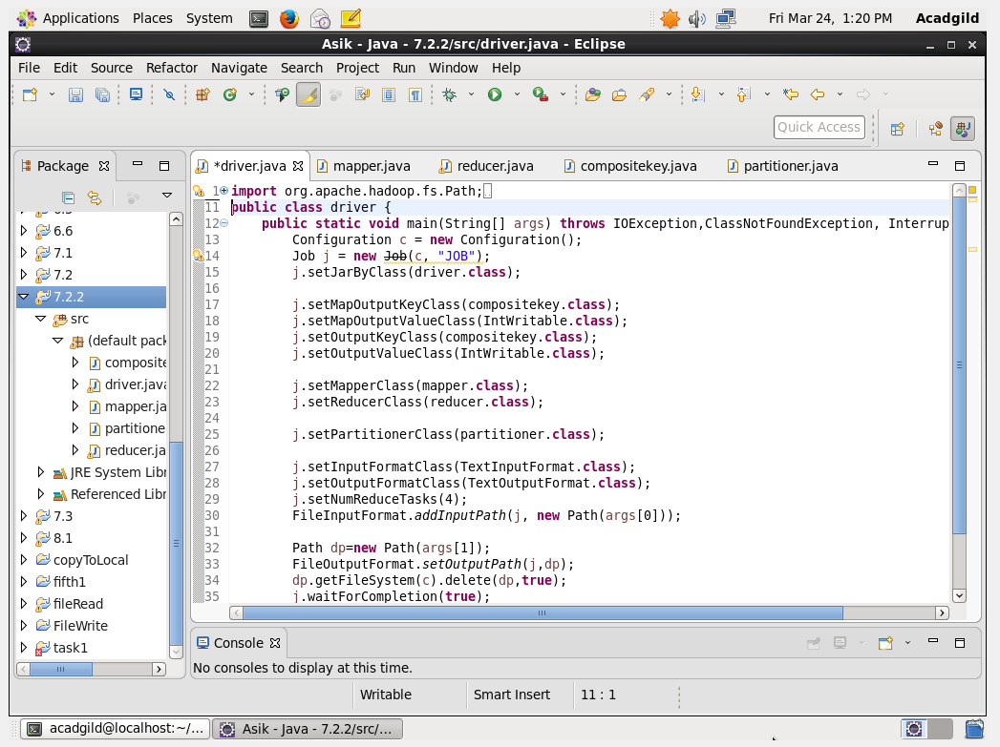 Applications Places System
Fri Mar 24, 1:20 PM Acadgild
Asik - Java - 7.2.2/src/driver.java - Eclipse
File Edit Source Refactor Navigate Search Project Run Window Help
Quick Access
Package
6.6
7.1
7.2
7.2.2
src
(default pack
composite
driver.java
mapper.ja
partitione
reducer.ja
JRE System Libr
Referenced Libr
7.3
8.1
copyToLocal
fifth1
fileRead
FileWrite
task1
*driver.java mapper.java reducer.java compositekey.java partitioner.java
1 import org.apache.hadoop.fs.Path;
11 public class driver {
12 public static void main(String[] args) throws IOException,ClassNotFoundException, Interrup
13 Configuration c = new Configuration();
14 Job j = new Job(c, "JOB");
15 j.setJarByClass(driver.class);
16
17 j.setMapOutputKeyClass(compositekey.class);
18 j.setMapOutputValueClass(IntWritable.class);
19 j.setOutputKeyClass(compositekey.class);
20 j.setOutputValueClass(IntWritable.class);
21
22 j.setMapperClass(mapper.class);
23 j.setReducerClass(reducer.class);
24
25 j.setPartitionerClass(partitioner.class);
26
27 j.setInputFormatClass(TextInputFormat.class);
28 j.setOutputFormatClass(TextOutputFormat.class);
29 j.setNumReduceTasks(4);
30 FileInputFormat.addInputPath(j, new Path(args[0]));
31
32 Path dp=new Path(args[1]);
33 FileOutputFormat.setOutputPath(j,dp);
34 dp.getFileSystem(c).delete(dp,true);
35 j.waitForCompletion(true);
Console
No consoles to display at this time.
Writable Smart Insert 11 : 1
acadgild@localhost:~/... Asik - Java - 7.2.2/src/...